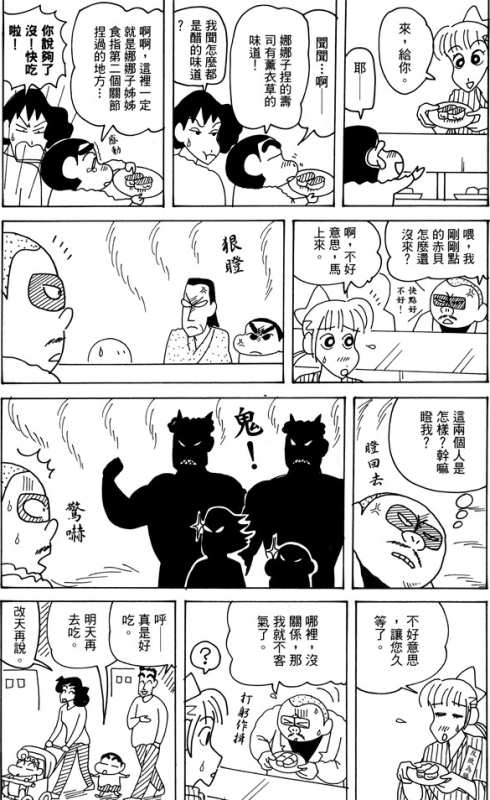 來，給你。
耶
聞聞…啊
娜娜子捏的壽
司有薰衣草的
味道！
我聞怎麼都
是醋的味道！
？
啊啊，這裡一定
就是娜娜子姊姊
食指第二個關節
捏過的地方…
感動
你說夠了
沒！快吃
啦！
喂，我
剛剛點
的赤貝
怎麼還
沒來？
快點好
不好！
啊，不好
意思，馬
上來。
狠瞪
這兩個人是
怎樣？幹嘛
瞪我？
瞪回去
鬼！
驚嚇
不好意思
，讓您久
等了。
哪裡，沒
關係，那
我就不客
氣了。
打躬作揖
？
呼—
真是好
吃。
明天再
去吃。
改天再說。